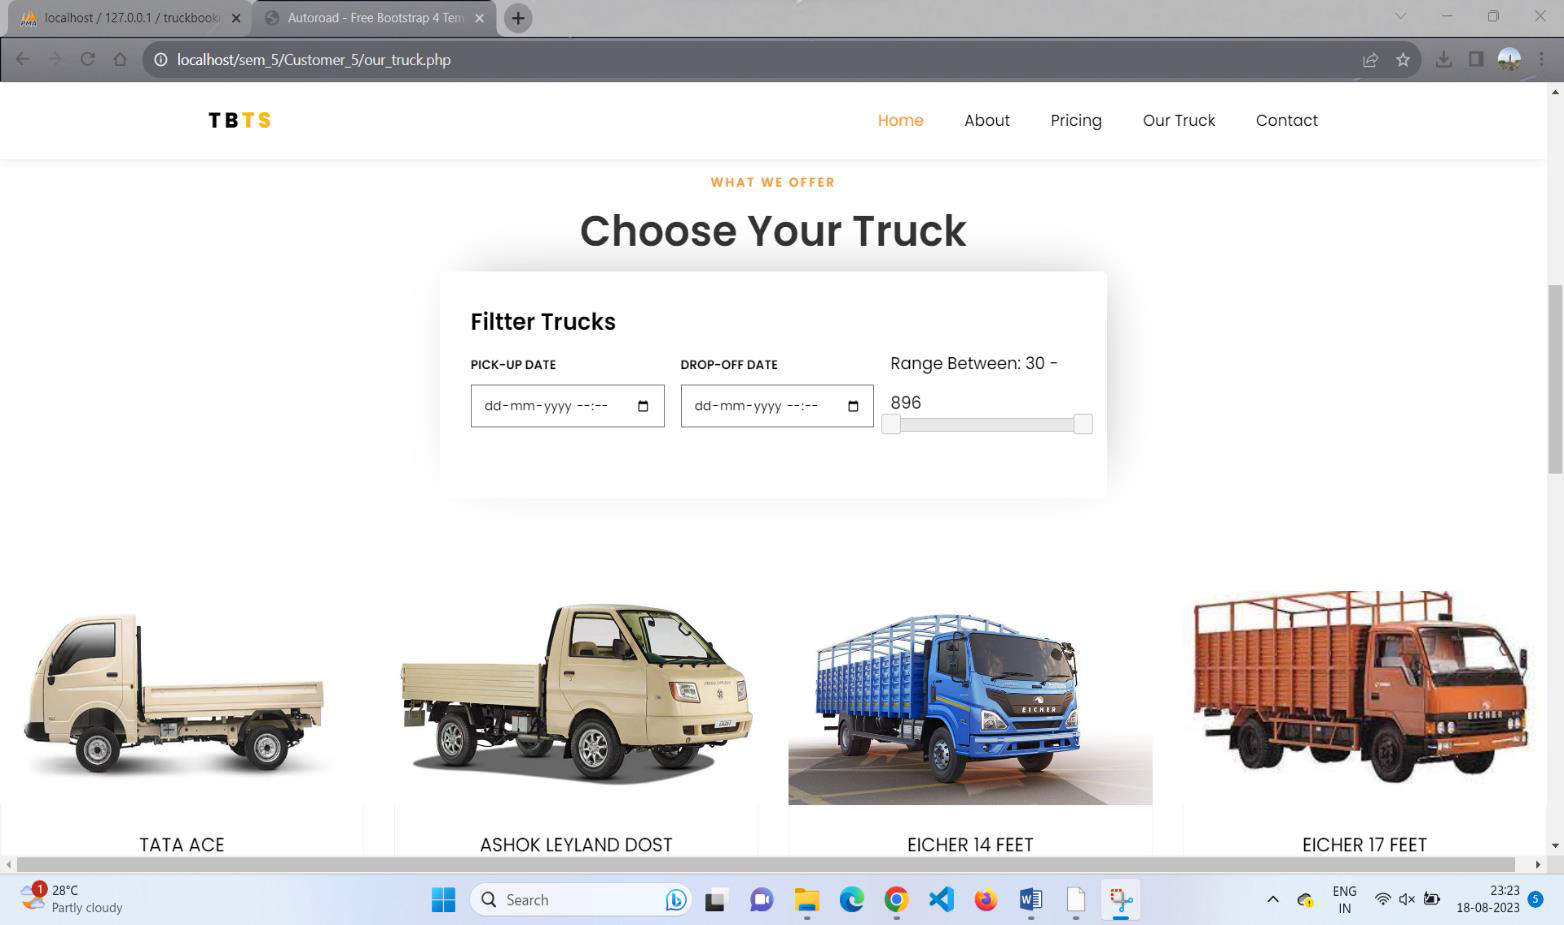 localhost / 127.0.0.1 / truckbooki
Autoroad - Free Bootstrap 4 Tem
localhost/sem_5/Customer_5/our_truck.php
TBTS
Home About Pricing Our Truck Contact
WHAT WE OFFER
Choose Your Truck
Filtter Trucks
PICK-UP DATE
DROP-OFF DATE
Range Between: 30 -
896
dd-mm-yyyy --:--
dd-mm-yyyy --:--
EICHER
EICHER
TATA ACE
ASHOK LEYLAND DOST
EICHER 14 FEET
EICHER 17 FEET
1
28°C
Partly cloudy
Search
ENG
IN
23:23
18-08-2023
5